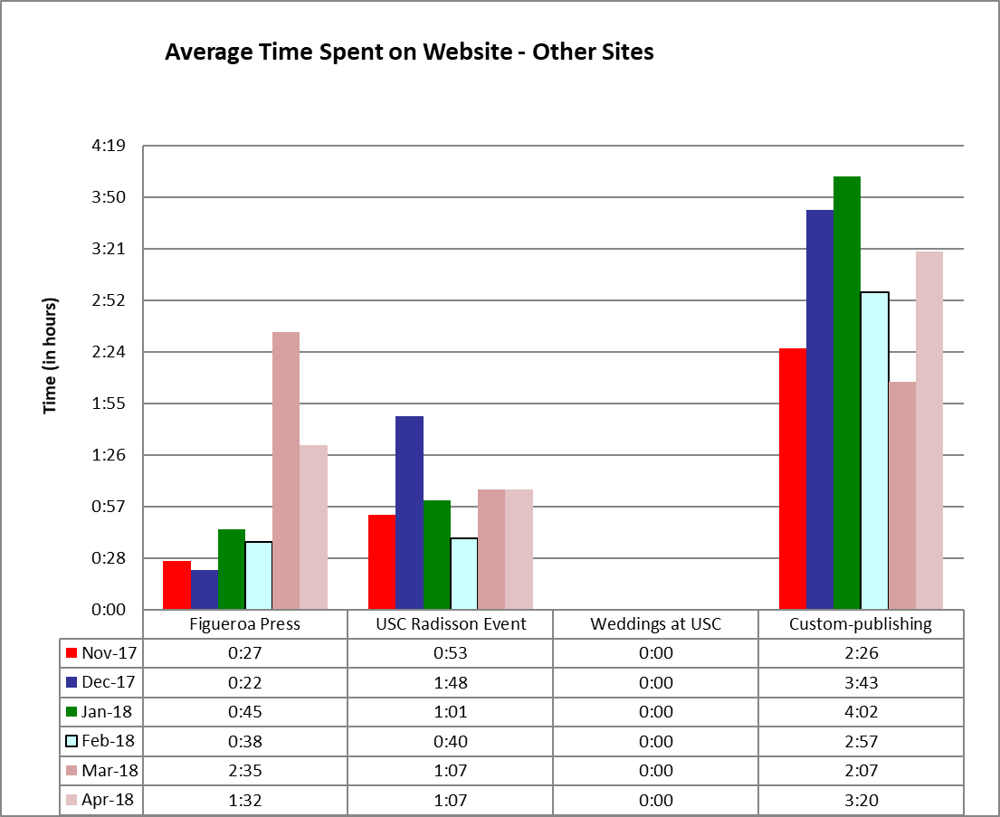 Average Time Spent on Website - Other Sites
4:19
3:50
3:21
2:52
2:24
1:55
1:26
0:57
0:28
0:00
Time (in hours)
Figueroa Press USC Radisson Event Weddings at USC Custom-publishing
Nov-17 0:27 0:53 0:00 2:26
Dec-17 0:22 1:48 0:00 3:43
Jan-18 0:45 1:01 0:00 4:02
Feb-18 0:38 0:40 0:00 2:57
Mar-18 2:35 1:07 0:00 2:07
Apr-18 1:32 1:07 0:00 3:20